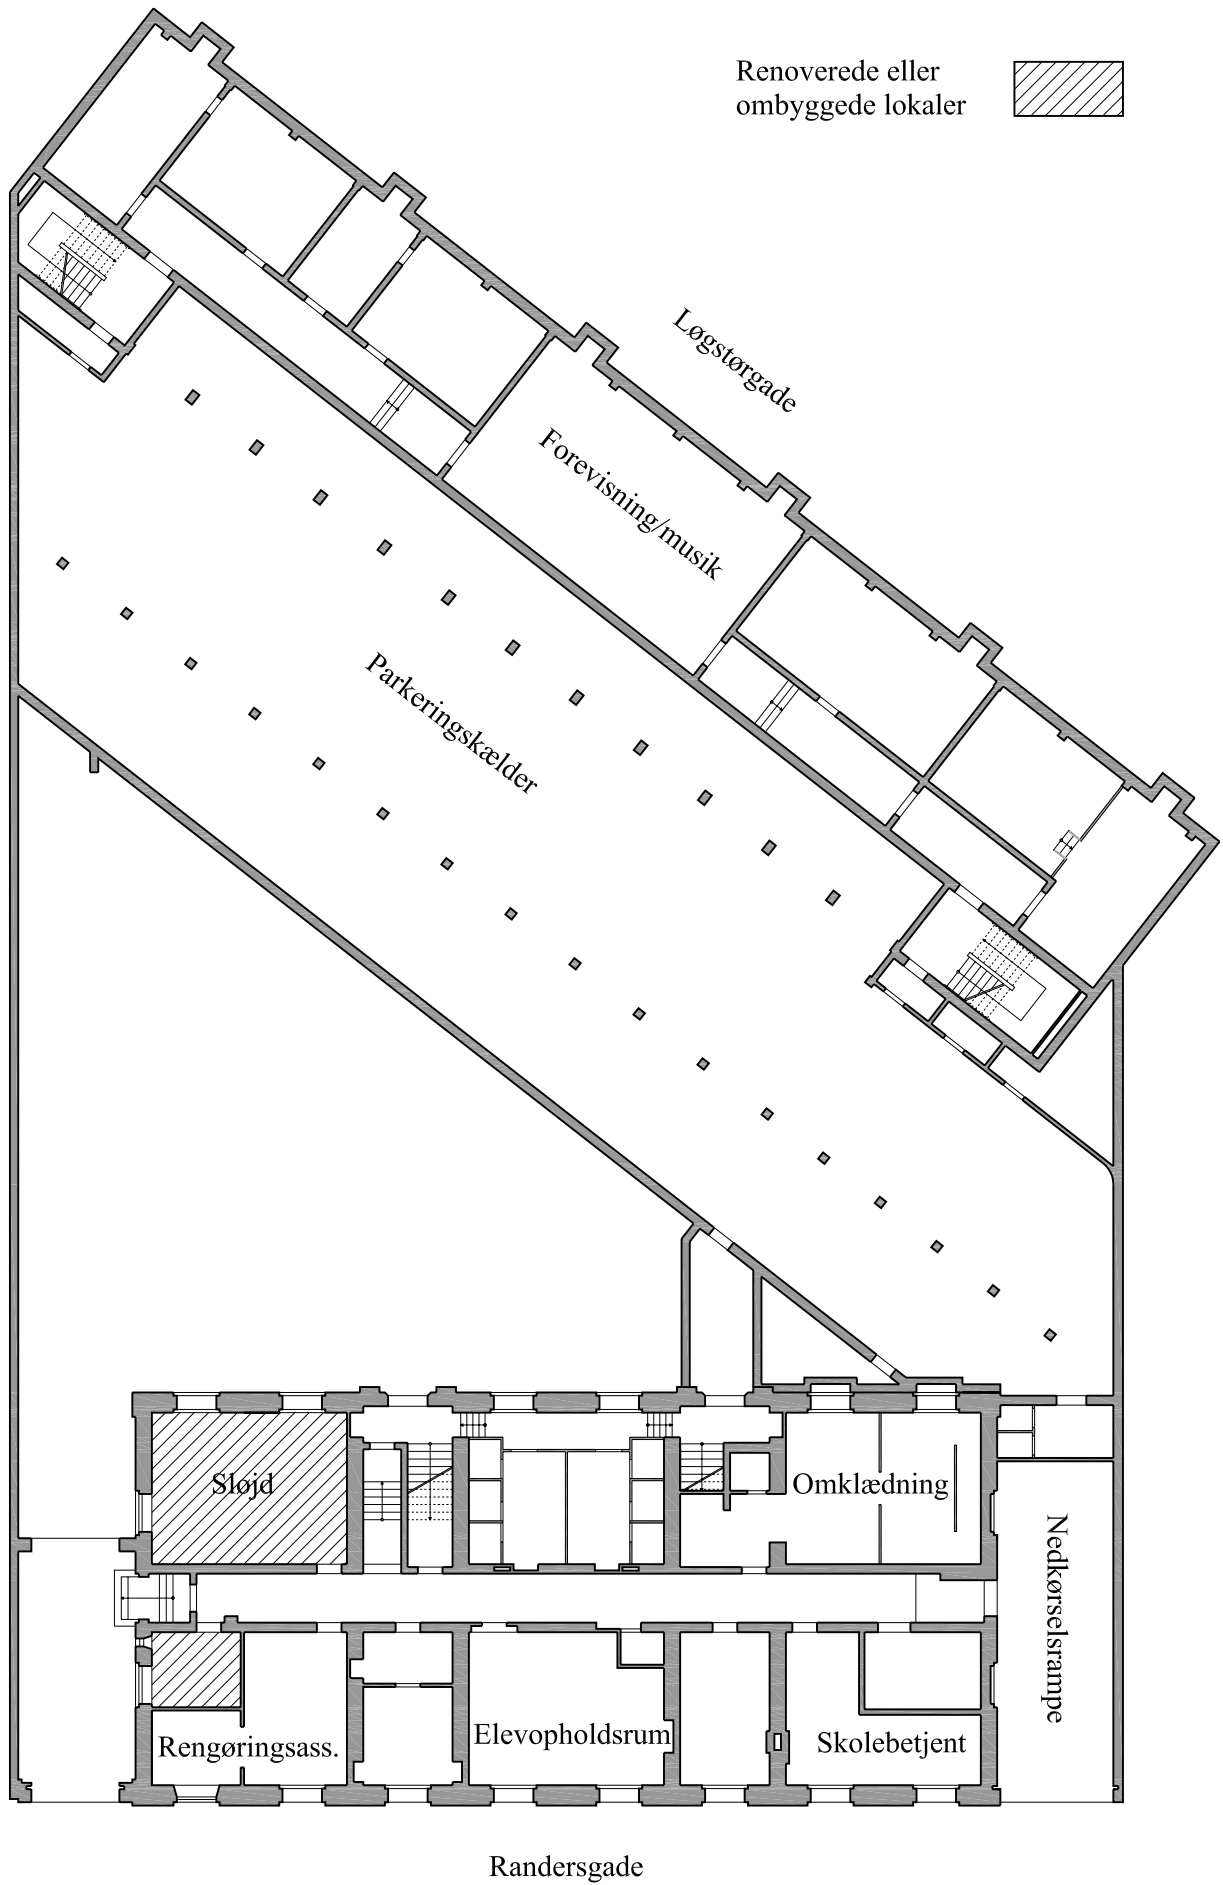 Renoverede eller
ombyggede lokaler
Løgstørgade
Forevisning/musik
Parkeringskælder
Sløjd
Omklædning
Nedkørselsrampe
Rengøringsass.
Elevopholdsrum
Skolebetjent
Randersgade